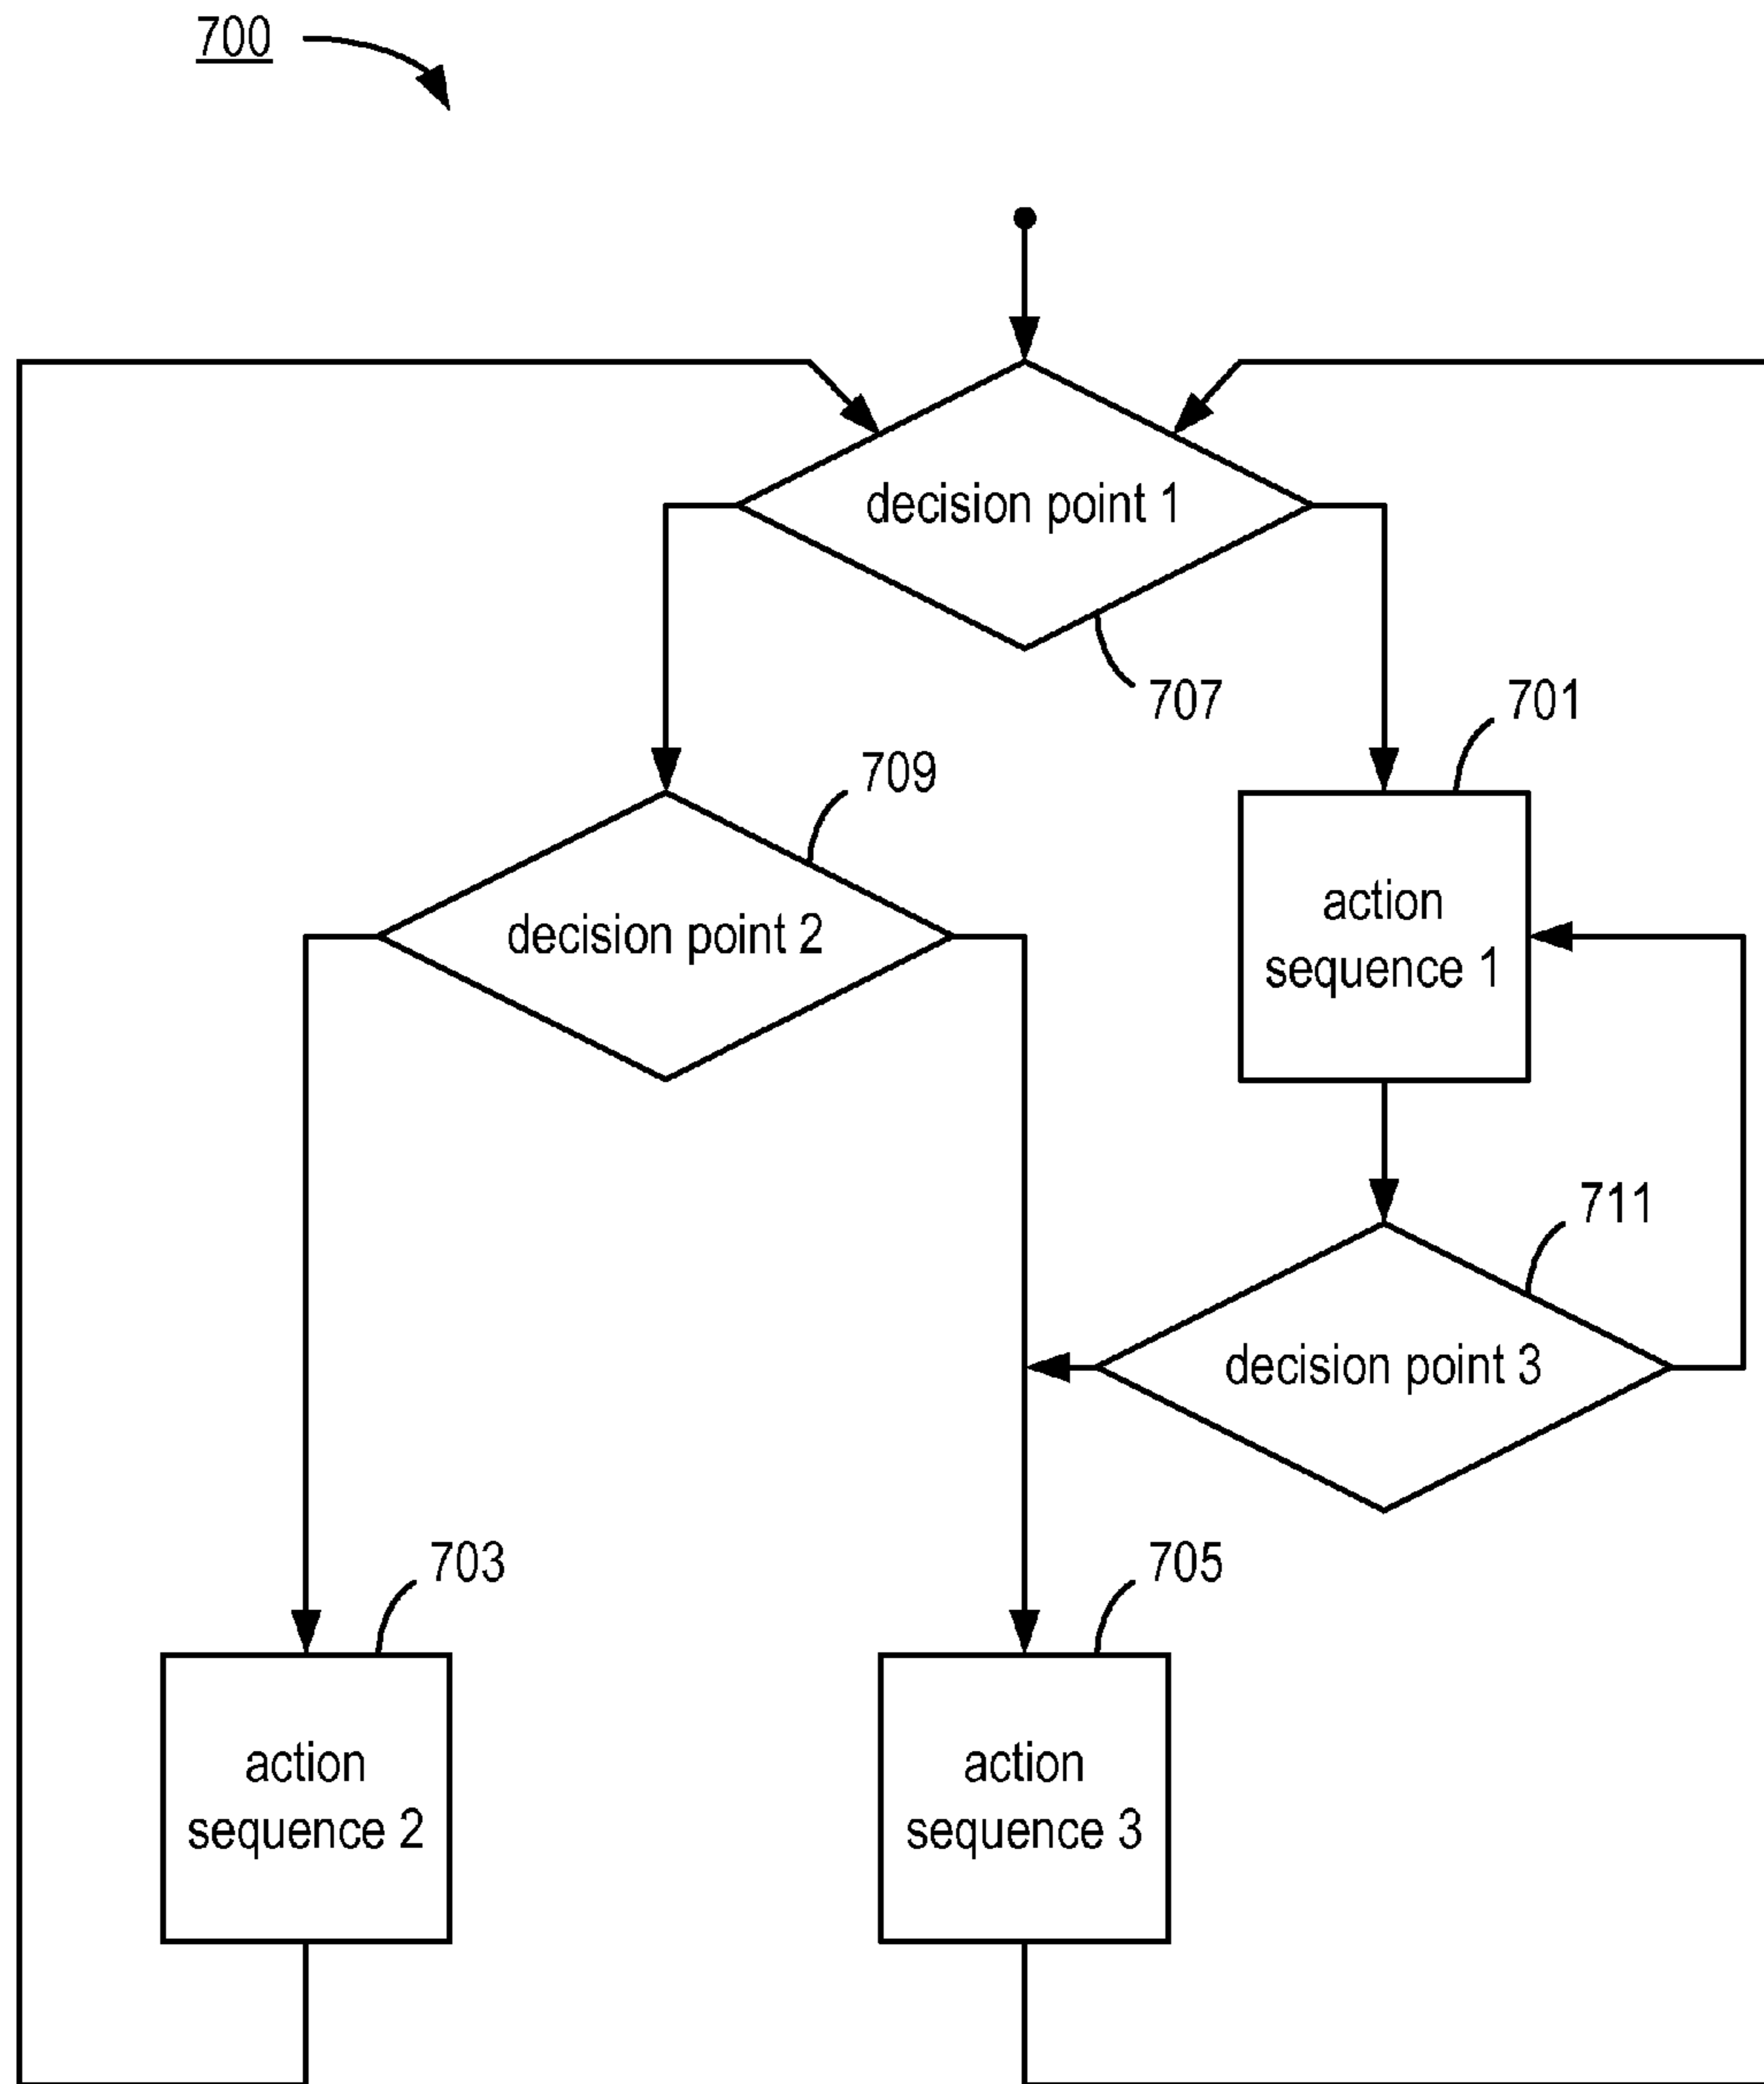 700
decision point 1
707
701
709
action
sequence 1
decision point 2
711
decision point 3
703
705
action
sequence 2
action
sequence 3